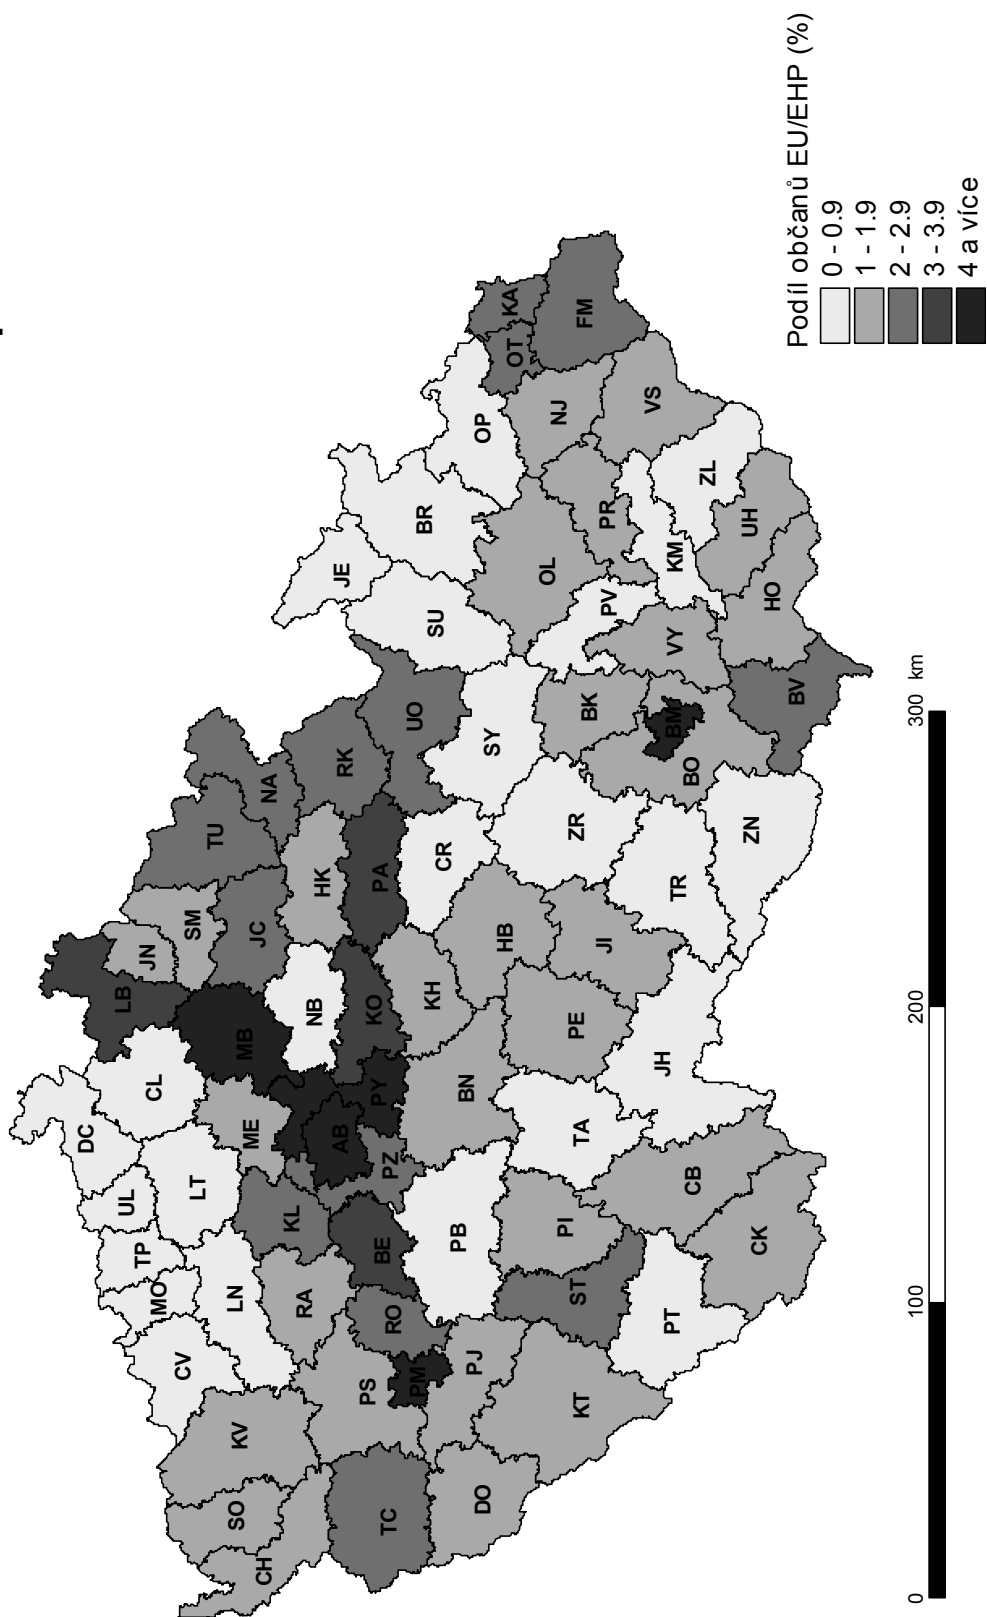 DC
UL
TP
MO
CV
CL
LT
LN
KV
SO
CH
LB
JN
SM
TU
NA
JC
MB
ME
KL
RA
NB
HK
RK
UO
AB
PY
PZ
BE
RO
PS
PM
TC
KO
PA
KH
CR
SY
SU
JE
BR
OP
OT
KA
FM
NJ
OL
PR
VS
PV
KM
ZL
UH
HO
VY
BV
BK
BM
BO
ZN
ZR
TR
HB
JI
PE
JH
BN
TA
PB
PI
ST
PJ
DO
KT
PT
CB
CK
Podíl občanů EU/EHP (%)
0 - 0.9
1 - 1.9
2 - 2.9
3 - 3.9
4 a více
0
100
200
300 km